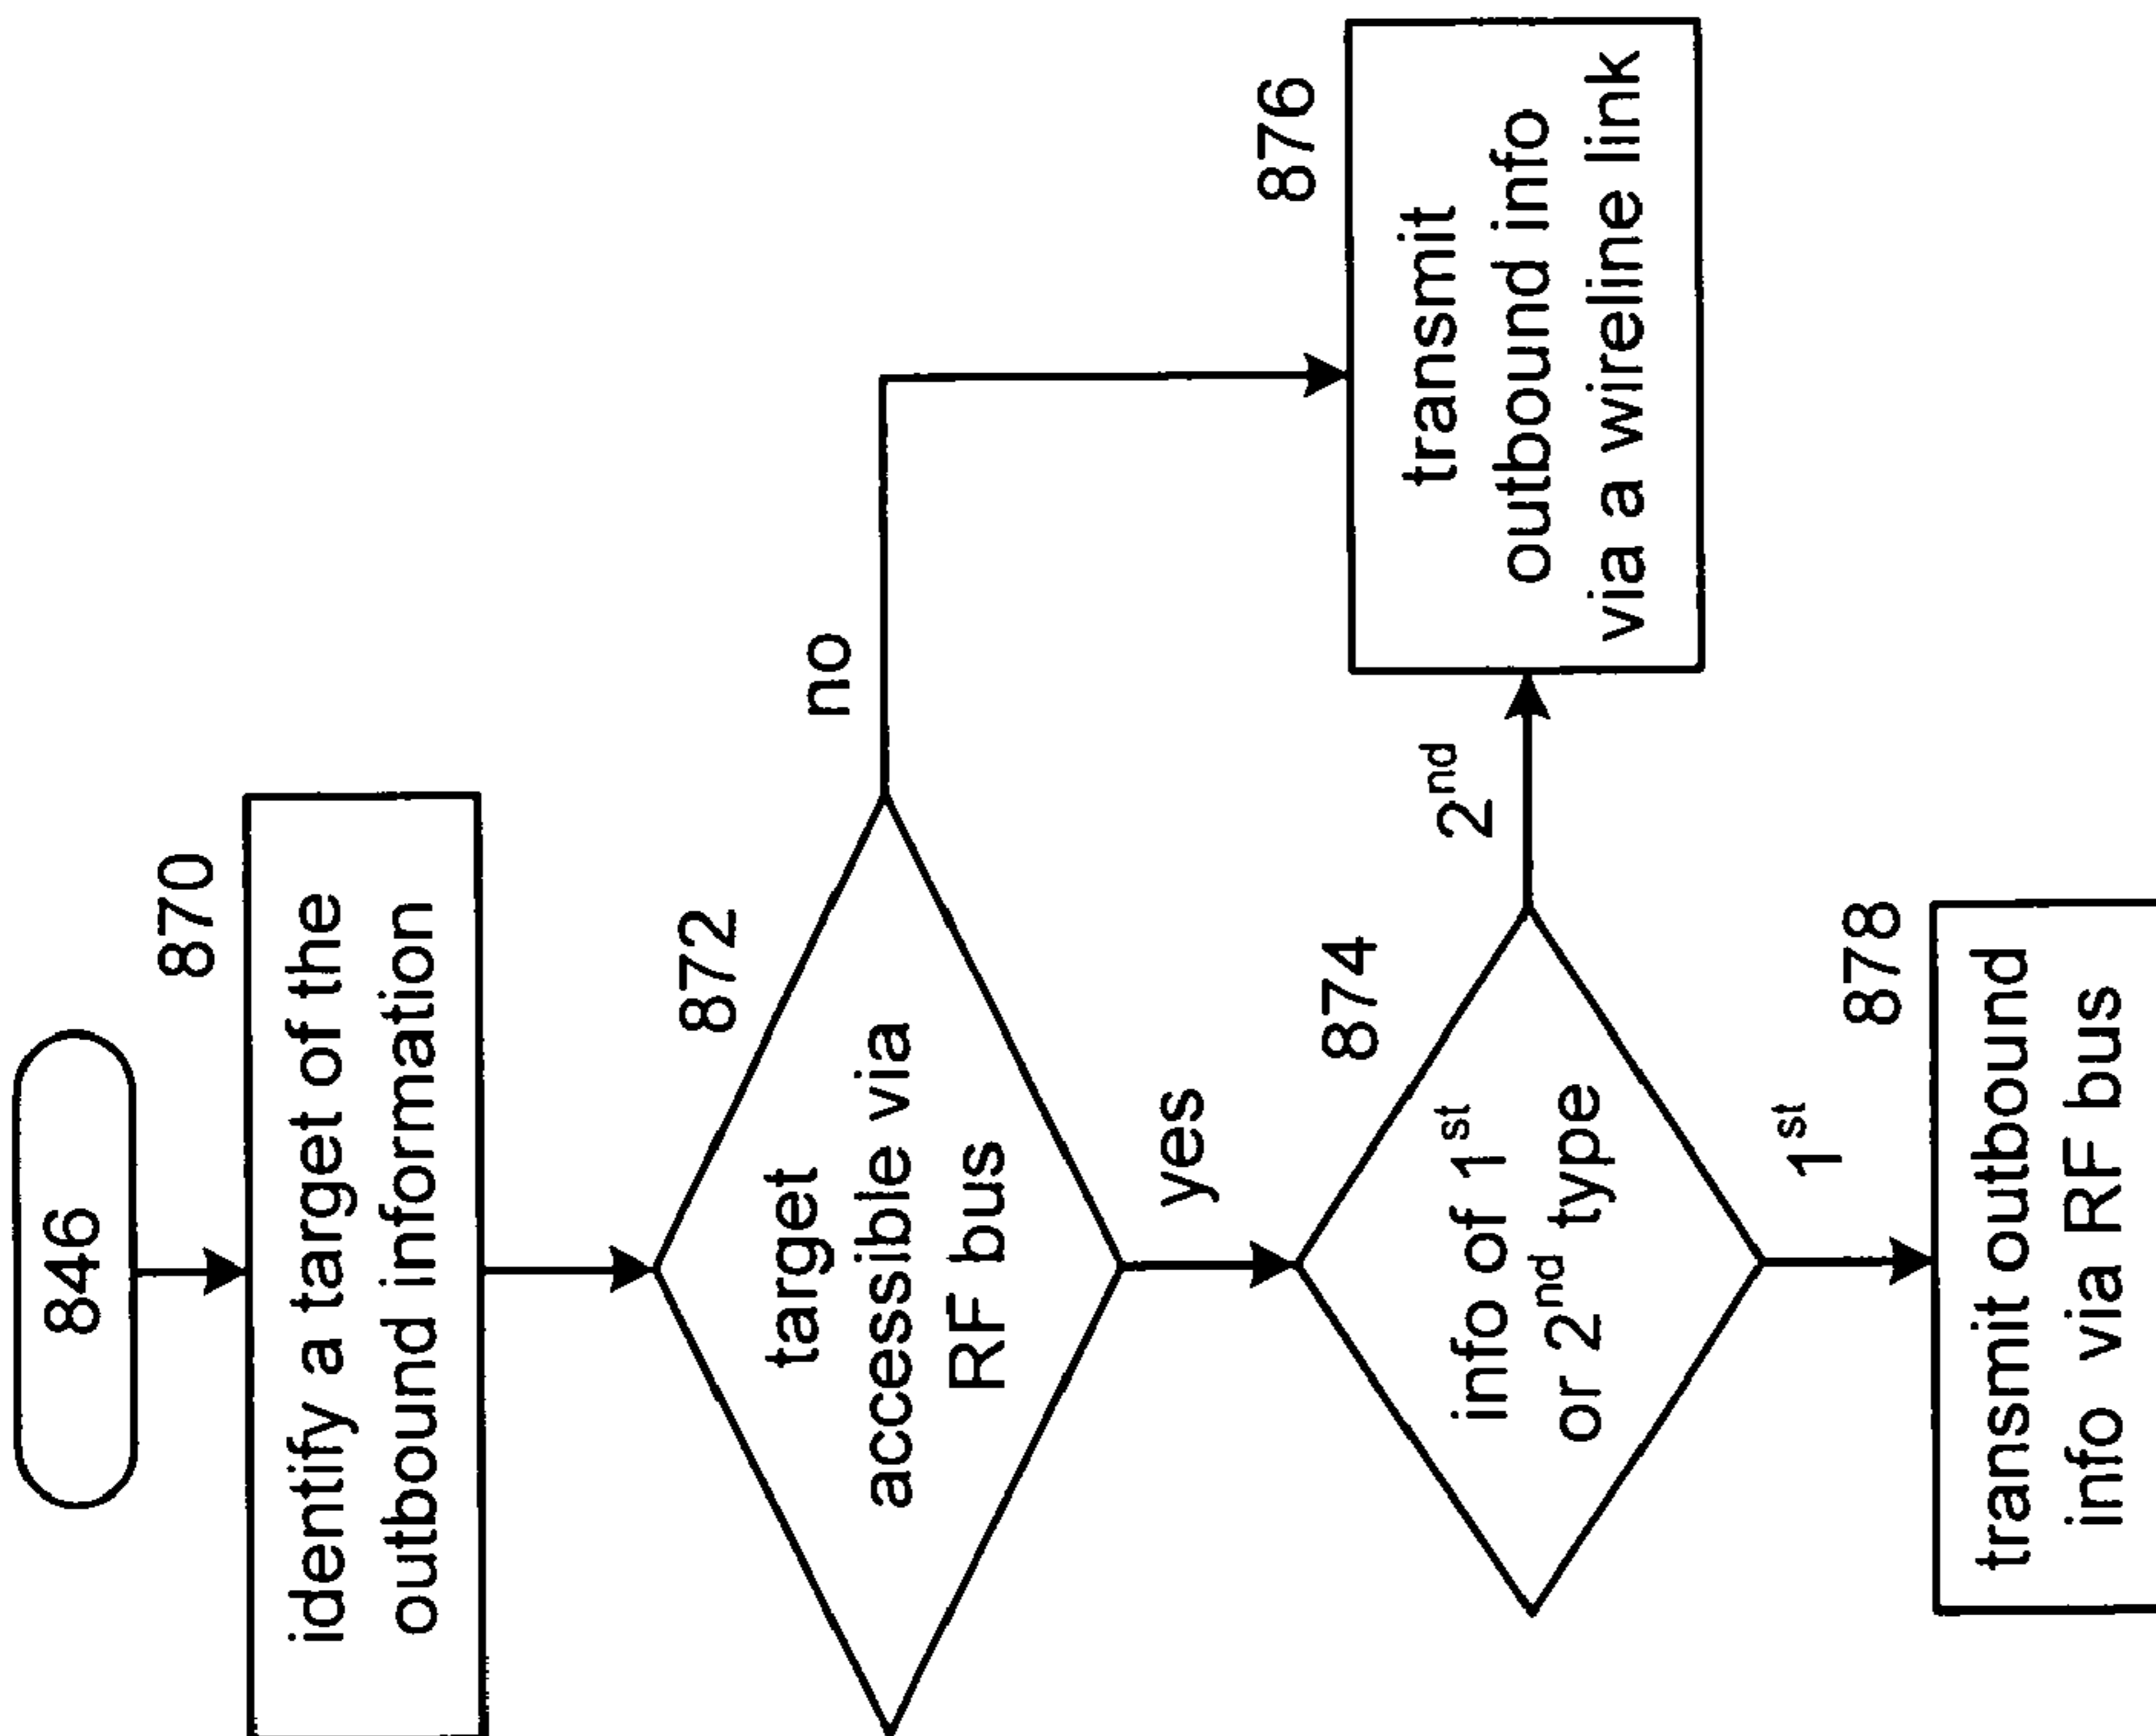 846
870
identify a target of the
outbound information
872
target
accessible via
RF bus
no
yes
874
info of 1st
or 2nd type
2nd
876
transmit
outbound info
via a wireline link
1st
878
transmit outbound
info via RF bus